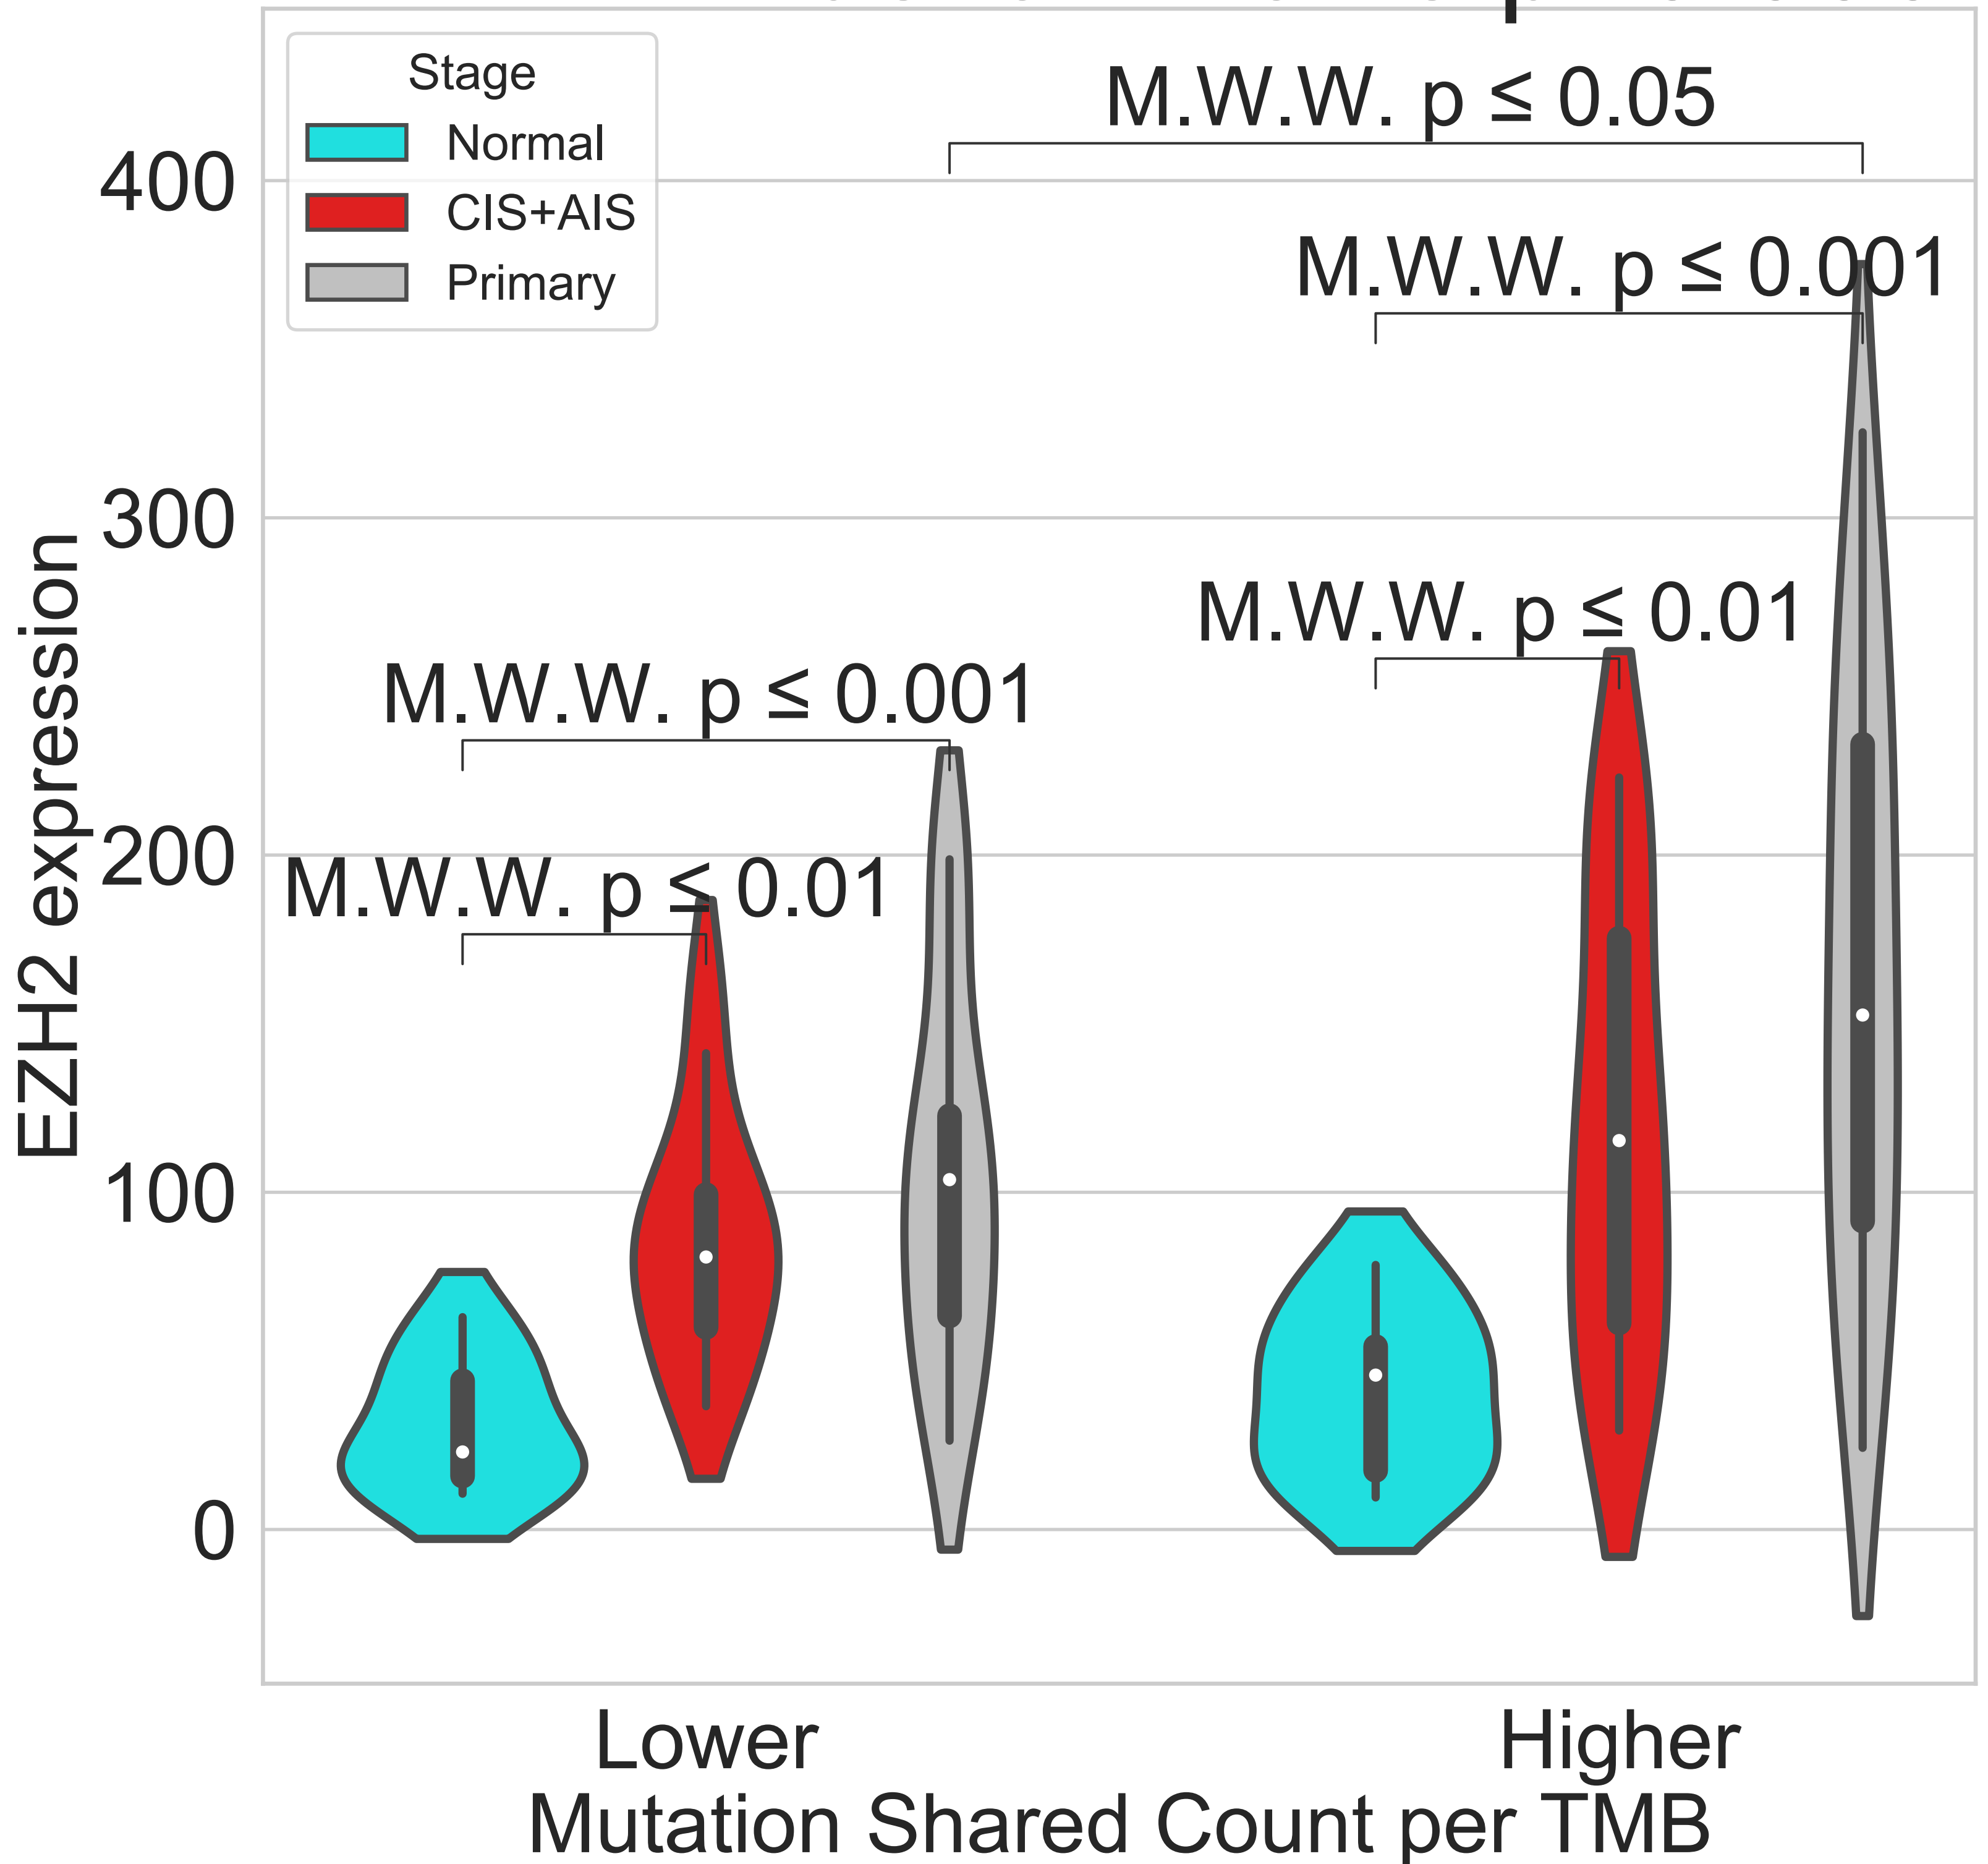 Stage
Normal
CIS+AIS
Primary
M.W.W. p ≤ 0.05
M.W.W. p ≤ 0.001
M.W.W. p ≤ 0.01
M.W.W. p ≤ 0.001
M.W.W. p ≤ 0.01
400
300
200
100
0
EZH2 expression
Lower
Higher
Mutation Shared Count per TMB